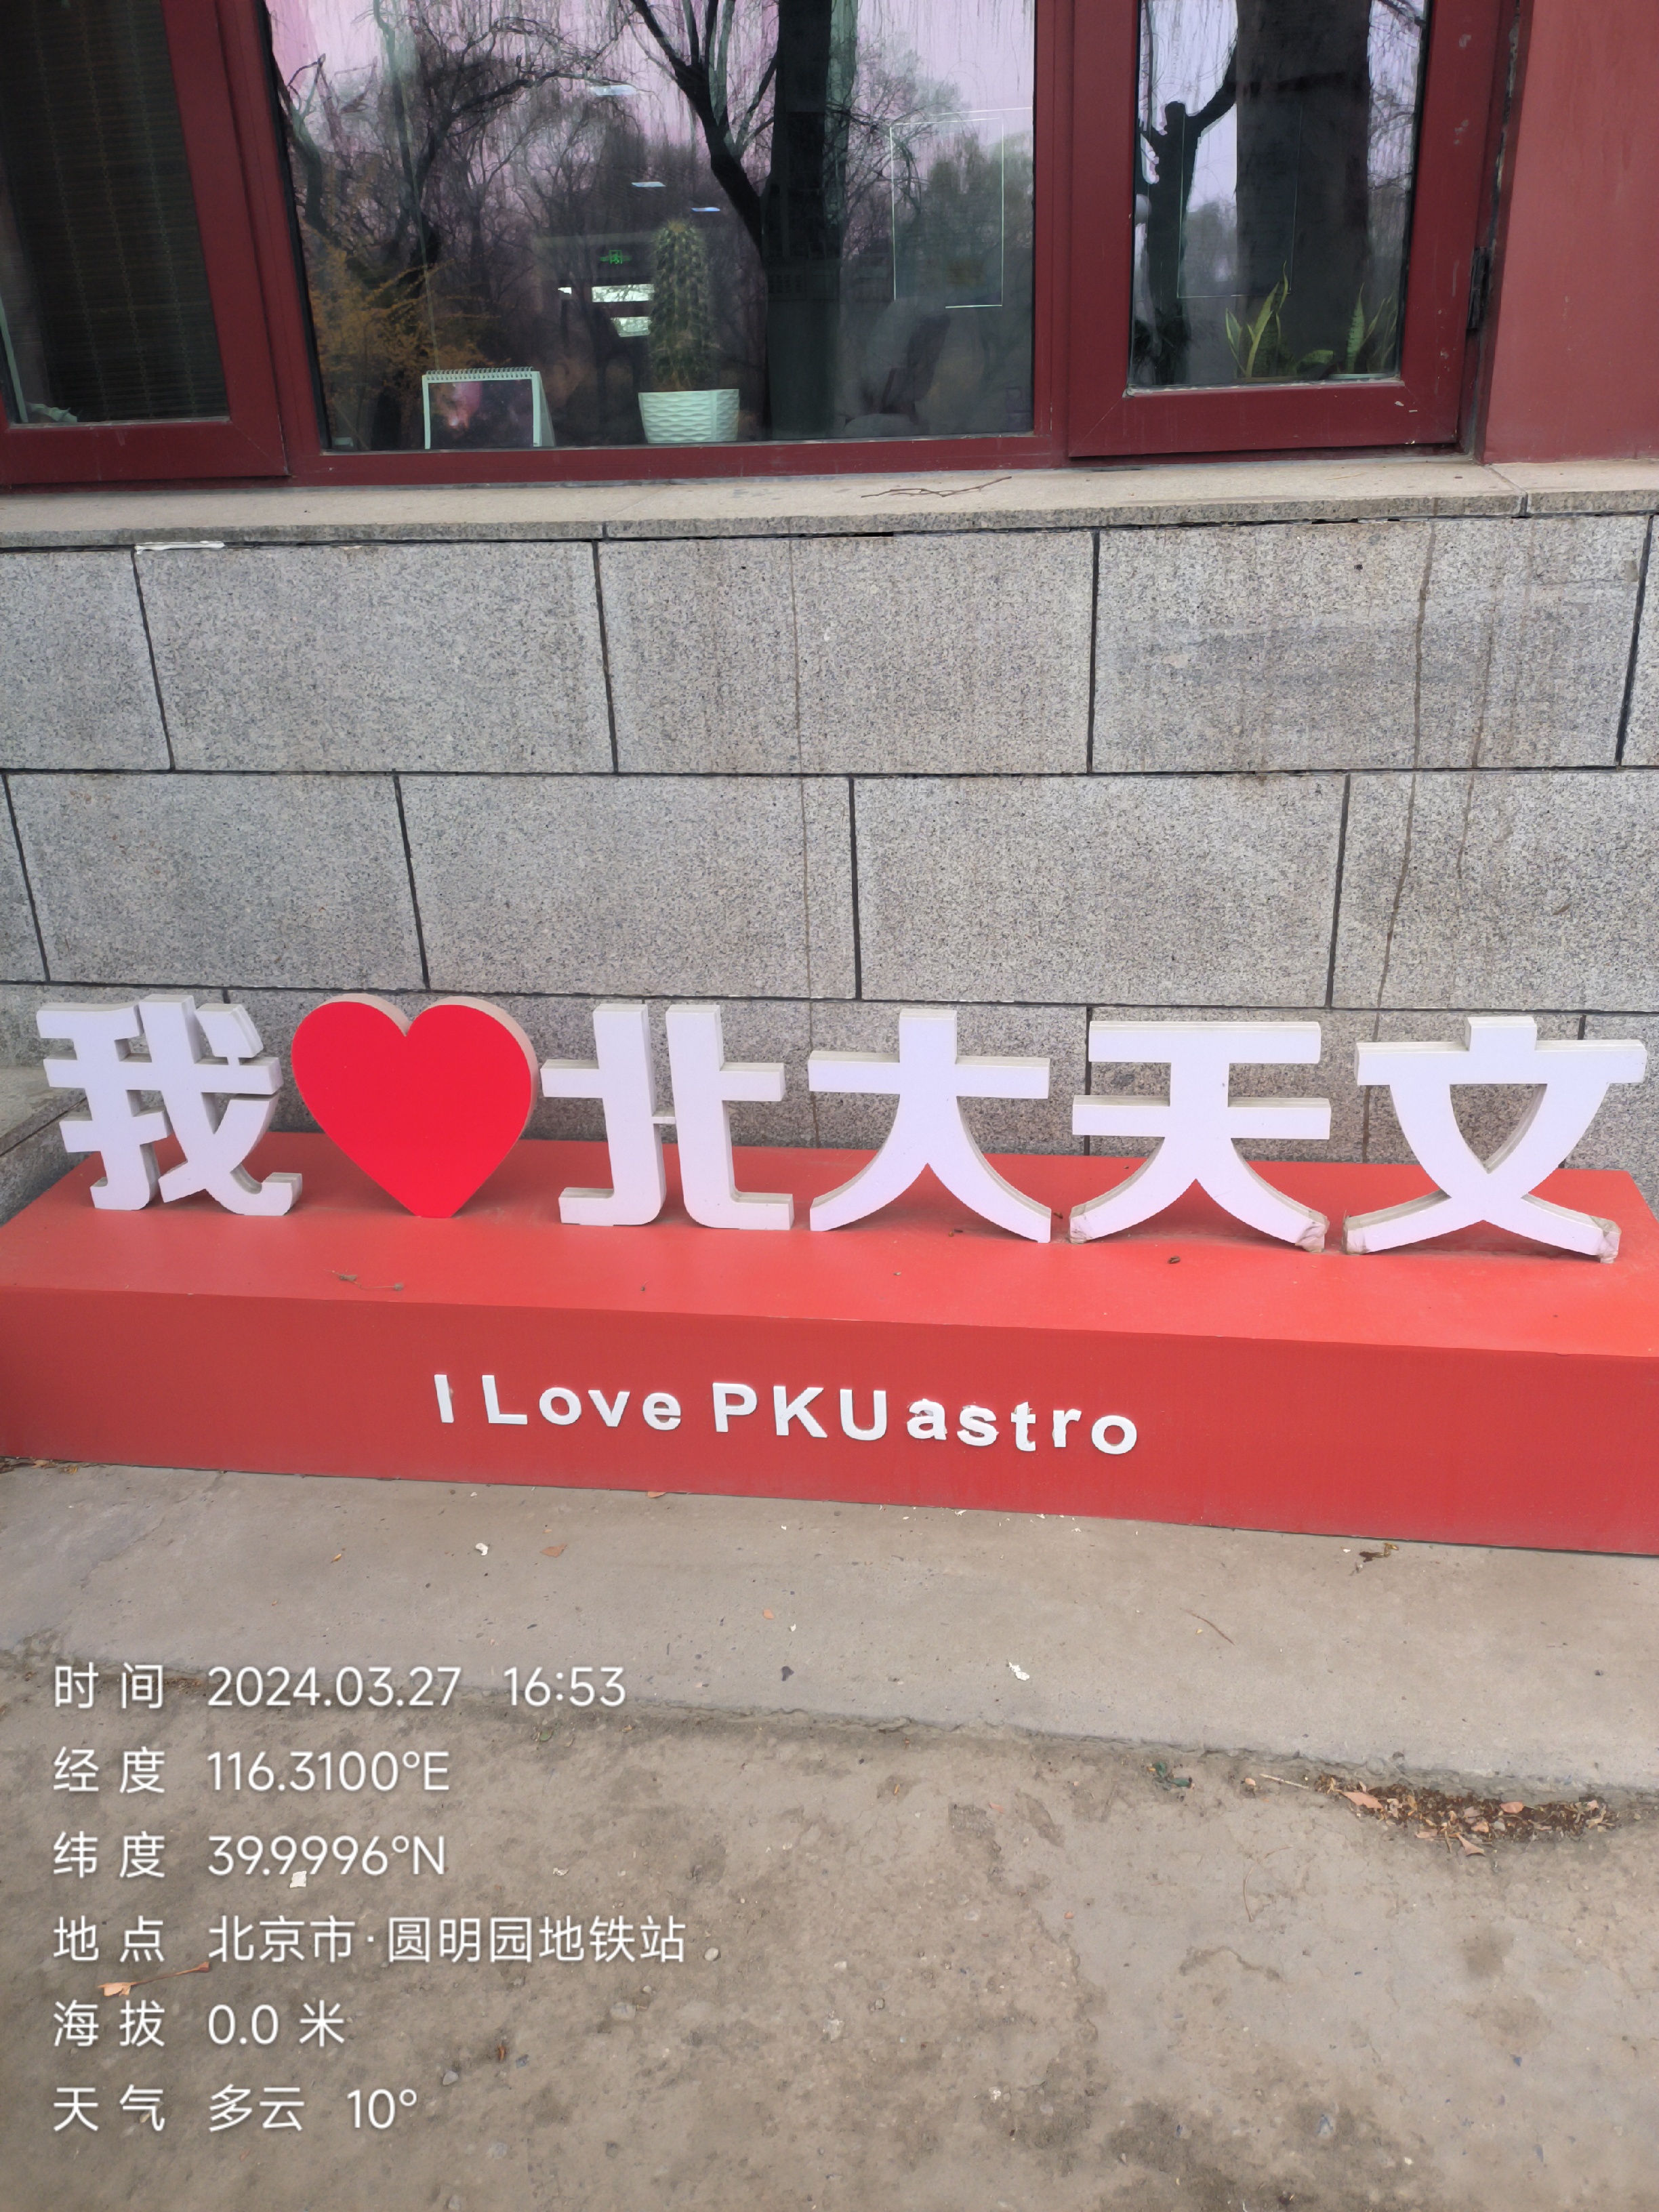 我❤北大天文
I Love PKUastro
时间 2024.03.27 16:53
经度 116.3100°E
纬度 39.9996°N
地点 北京市·圆明园地铁站
海拔 0.0 米
天气 多云 10°